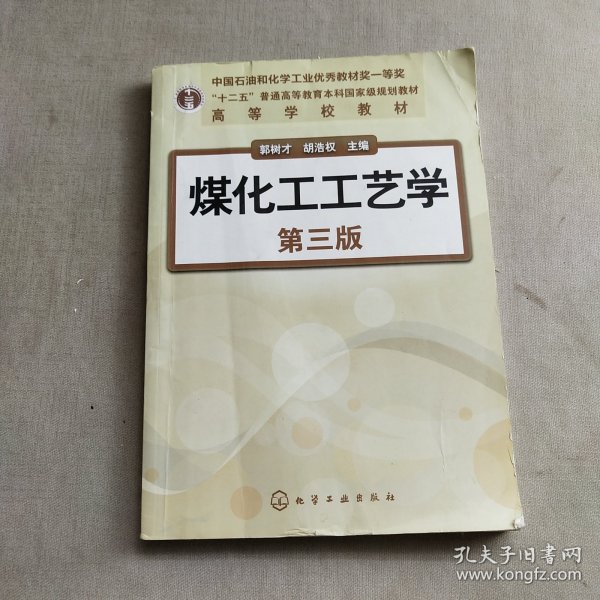 中国石油和化学工业优秀教材奖一等奖
“十二五”普通高等教育本科国家级规划教材
高等学校教材
郭树才 胡浩权 主编
煤化工工艺学
第三版
化学工业出版社
孔夫子旧书网
www.kongfz.com